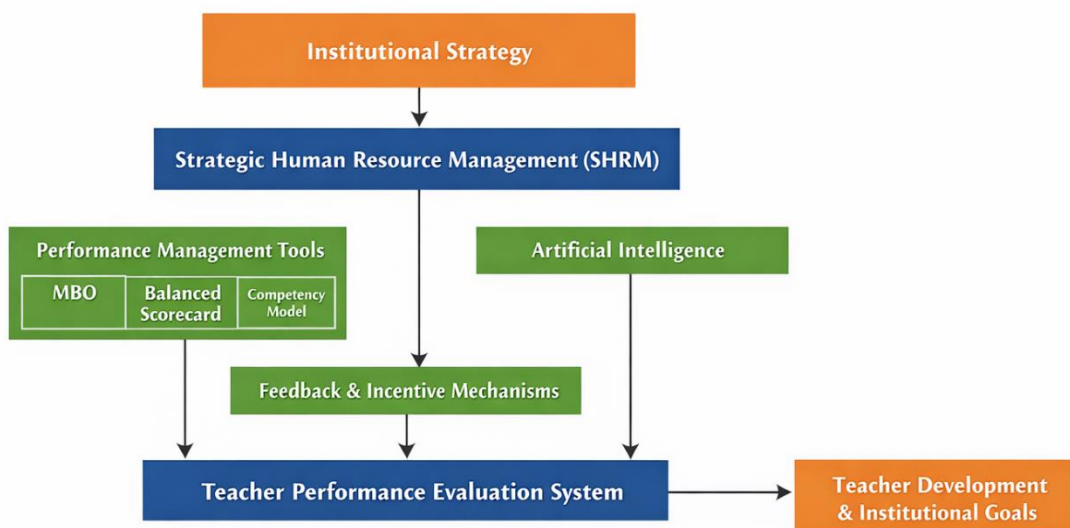 Institutional Strategy
Strategic Human Resource Management (SHRM)
Performance Management Tools
MBO
Balanced
Scorecard
Competency
Model
Artificial Intelligence
Feedback & Incentive Mechanisms
Teacher Performance Evaluation System
Teacher Development
& Institutional Goals